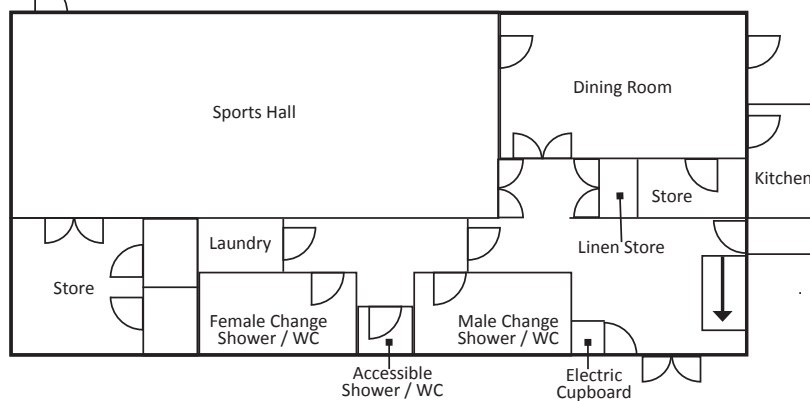 Dining Room
Sports Hall
Kitchen
Store
Laundry
Linen Store
Store
Female Change
Shower / WC
Male Change
Shower / WC
Accessible
Shower / WC
Electric
Cupboard